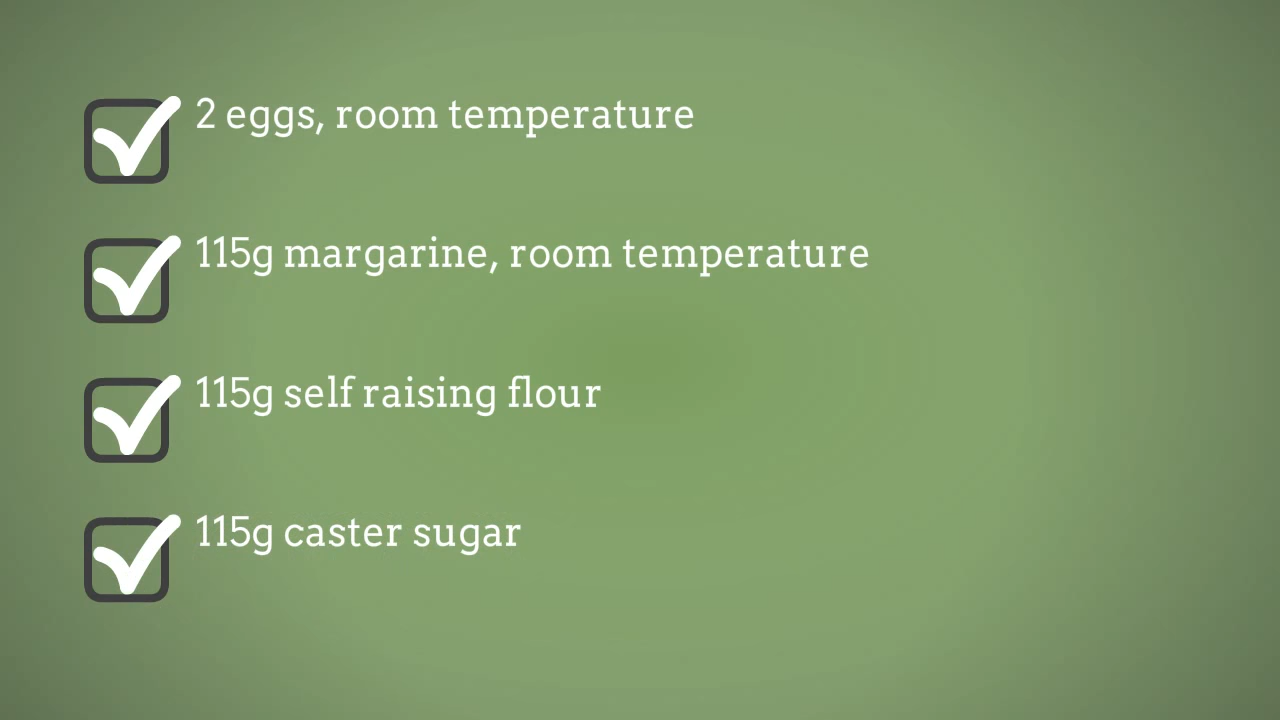 2 eggs, room temperature
115g margarine, room temperature
115g self raising flour
115g caster sugar